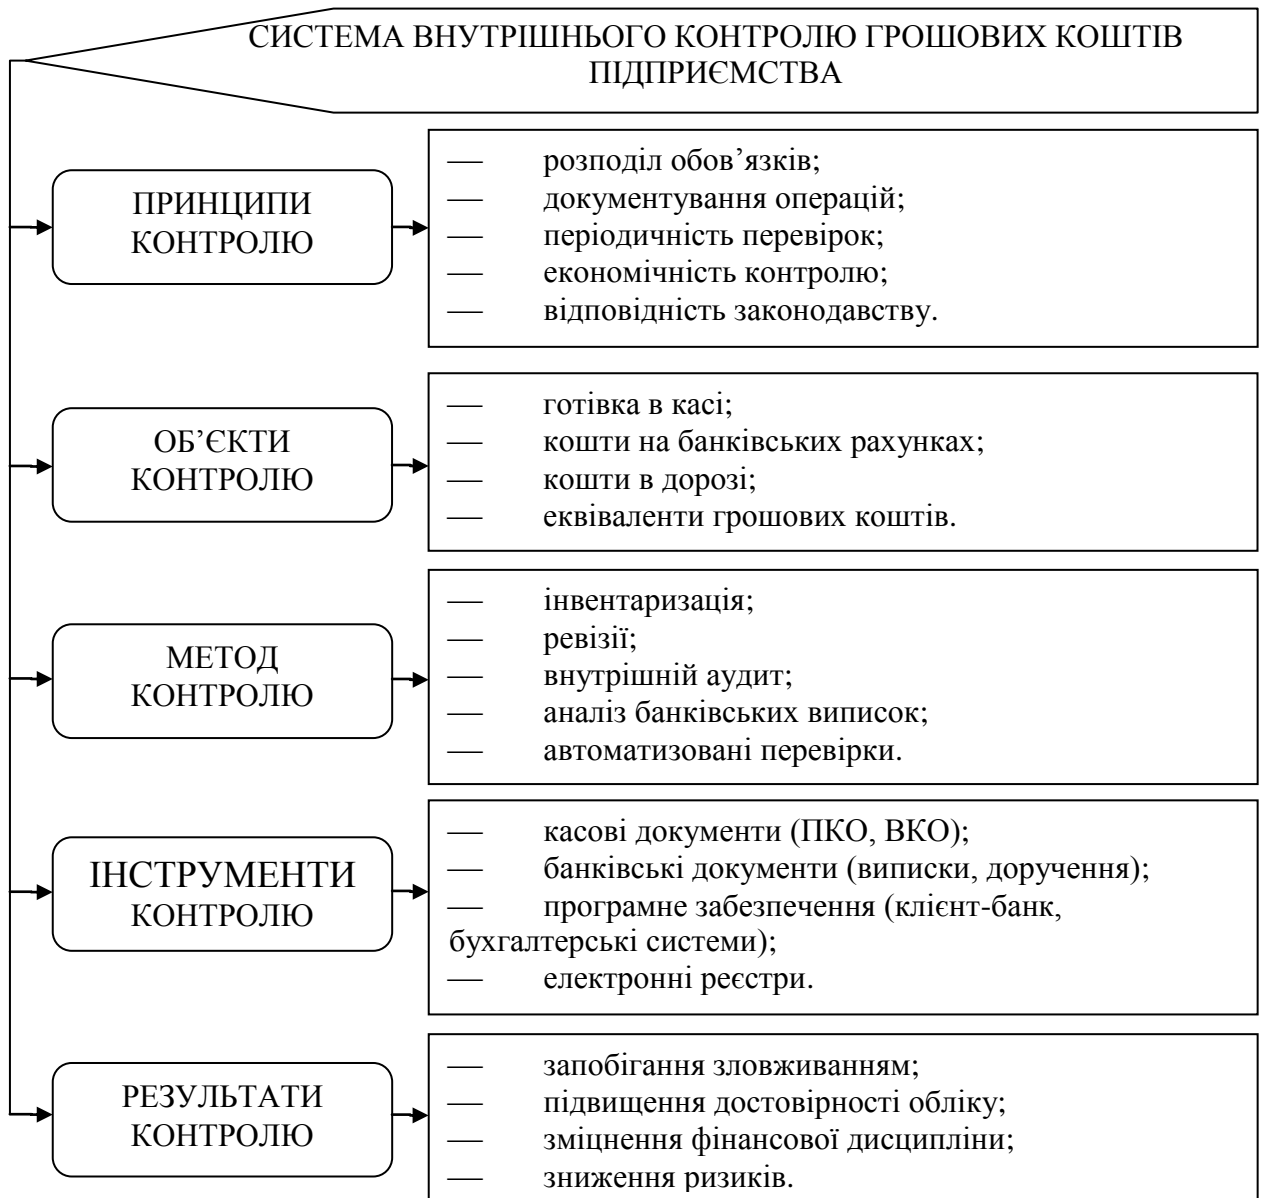 СИСТЕМА ВНУТРІШНЬОГО КОНТРОЛЮ ГРОШОВИХ КОШТІВ
ПІДПРИЄМСТВА
ПРИНЦИПИ
КОНТРОЛЮ
— розподіл обов’язків;
— документування операцій;
— періодичність перевірок;
— економічність контролю;
— відповідність законодавству.
ОБ’ЄКТИ
КОНТРОЛЮ
— готівка в касі;
— кошти на банківських рахунках;
— кошти в дорозі;
— еквіваленти грошових коштів.
МЕТОД
КОНТРОЛЮ
— інвентаризація;
— ревізії;
— внутрішній аудит;
— аналіз банківських виписок;
— автоматизовані перевірки.
ІНСТРУМЕНТИ
КОНТРОЛЮ
— касові документи (ПКО, ВКО);
— банківські документи (виписки, доручення);
— програмне забезпечення (клієнт-банк,
бухгалтерські системи);
— електронні реєстри.
РЕЗУЛЬТАТИ
КОНТРОЛЮ
— запобігання зловживанням;
— підвищення достовірності обліку;
— зміцнення фінансової дисципліни;
— зниження ризиків.